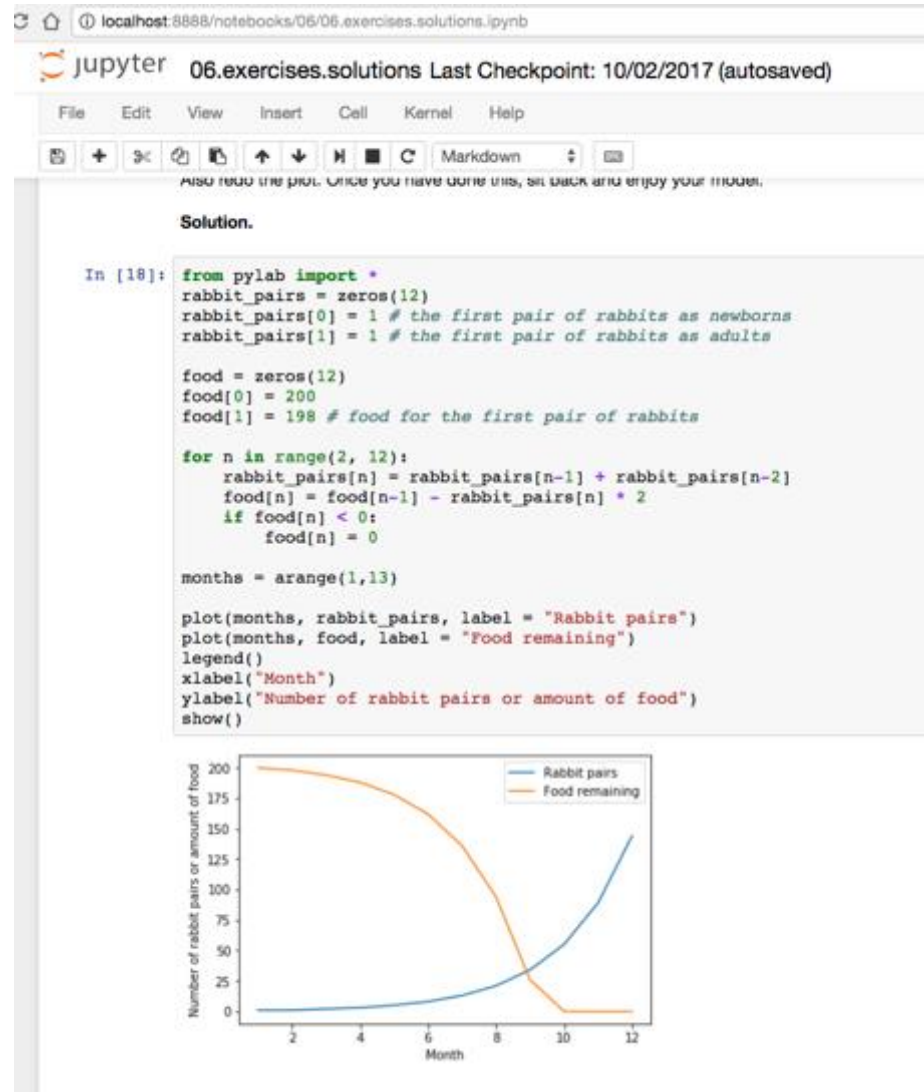 localhost:8888/notebooks/06/06.exercises.solutions.ipynb
jupyter 06.exercises.solutions Last Checkpoint: 10/02/2017 (autosaved)
File Edit View Insert Cell Kernel Help
Markdown
Also redo the plot. Once you have done this, sit back and enjoy your model.
Solution.
In [18]: from pylab import *
rabbit_pairs = zeros(12)
rabbit_pairs[0] = 1 # the first pair of rabbits as newborns
rabbit_pairs[1] = 1 # the first pair of rabbits as adults
food = zeros(12)
food[0] = 200
food[1] = 198 # food for the first pair of rabbits
for n in range(2, 12):
    rabbit_pairs[n] = rabbit_pairs[n-1] + rabbit_pairs[n-2]
    food[n] = food[n-1] - rabbit_pairs[n] * 2
    if food[n] < 0:
        food[n] = 0
months = arange(1,13)
plot(months, rabbit_pairs, label = "Rabbit pairs")
plot(months, food, label = "Food remaining")
legend()
xlabel("Month")
ylabel("Number of rabbit pairs or amount of food")
show()
Number of rabbit pairs or amount of food
200
175
150
125
100
75
50
25
0
Rabbit pairs
Food remaining
2 4 6 8 10 12
Month